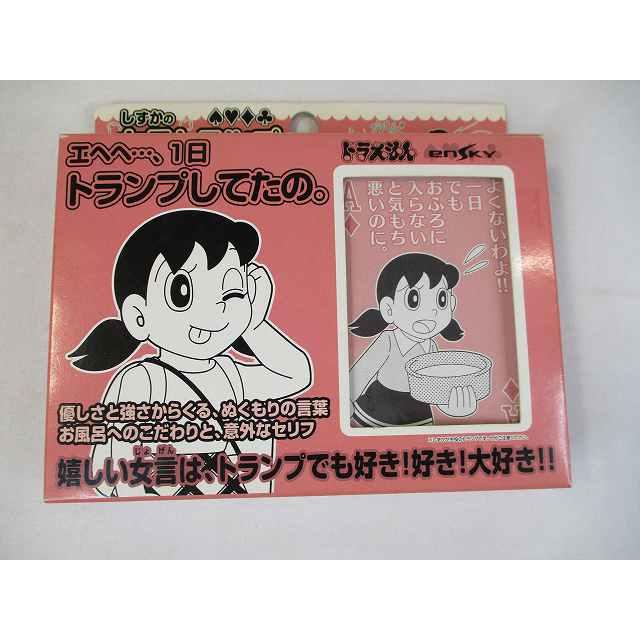 しずかの
エヘヘ…、1日
トランプしてたの。
ドラえもん
enSKY
よくないわよ!!
一日
でも
おふろに
入らないと
気もち
悪いのに。
A
A
優しさと強さからくる、ぬくもりの言葉
お風呂へのこだわりと、意外なセリフ
じょ げん
嬉しい女言は、トランプでも好き!好き!大好き!!